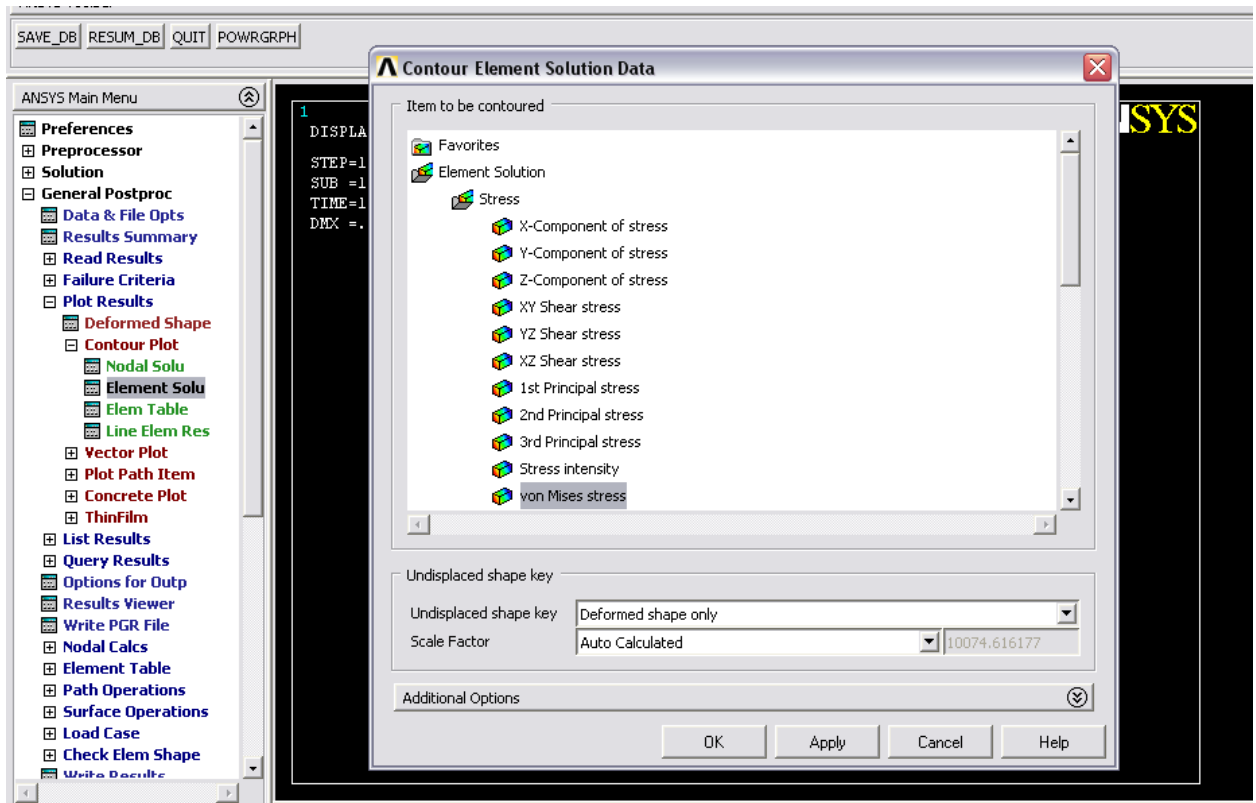 SAVE_DB RESUM_DB QUIT POWRGRPH
ANSYS Main Menu
Preferences
Preprocessor
Solution
General Postproc
Data & File Opts
Results Summary
Read Results
Failure Criteria
Plot Results
Deformed Shape
Contour Plot
Nodal Solu
Element Solu
Elem Table
Line Elem Res
Vector Plot
Plot Path Item
Concrete Plot
ThinFilm
List Results
Query Results
Options for Outp
Results Viewer
Write PGR File
Nodal Calcs
Element Table
Path Operations
Surface Operations
Load Case
Check Elem Shape
Write Results
1
DISPLA
STEP=1
SUB =1
TIME=1
DMX =.
SYS
Contour Element Solution Data
Item to be contoured
Favorites
Element Solution
Stress
X-Component of stress
Y-Component of stress
Z-Component of stress
XY Shear stress
YZ Shear stress
XZ Shear stress
1st Principal stress
2nd Principal stress
3rd Principal stress
Stress intensity
von Mises stress
Undisplaced shape key
Undisplaced shape key Deformed shape only
Scale Factor Auto Calculated 10074.616177
Additional Options
OK Apply Cancel Help